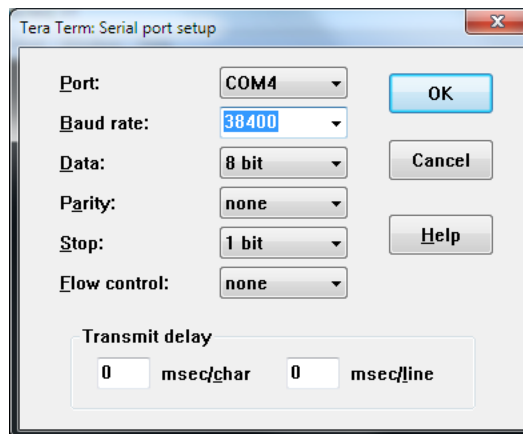 Tera Term: Serial port setup
Port: COM4 OK
Baud rate: 38400
Data: 8 bit Cancel
Parity: none
Stop: 1 bit Help
Flow control: none
Transmit delay
0 msec/char 0 msec/line